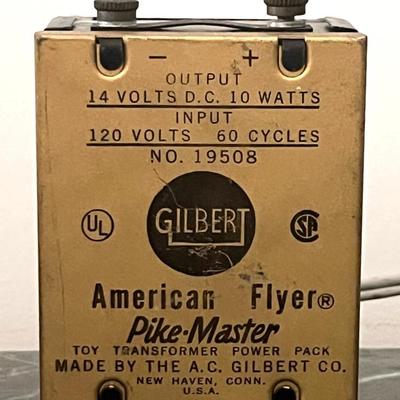 - +
OUTPUT
14 VOLTS D.C. 10 WATTS
INPUT
120 VOLTS 60 CYCLES
NO. 19508
UL GILBERT SA
American Flyer®
Pike-Master
TOY TRANSFORMER POWER PACK
MADE BY THE A.C. GILBERT CO.
NEW HAVEN, CONN.
U.S.A.